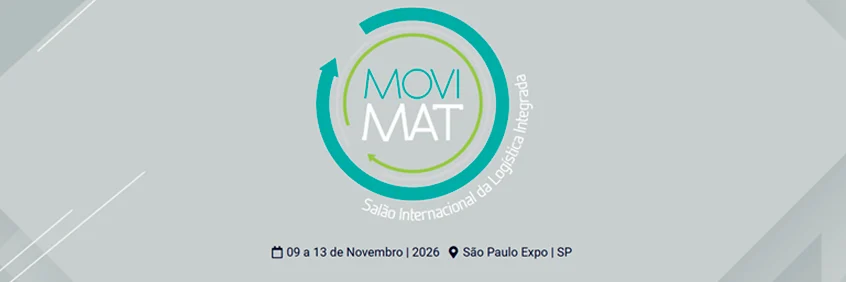 MOVI
MAT
Salão Internacional da Logística Integrada
09 a 13 de Novembro | 2026 São Paulo Expo | SP